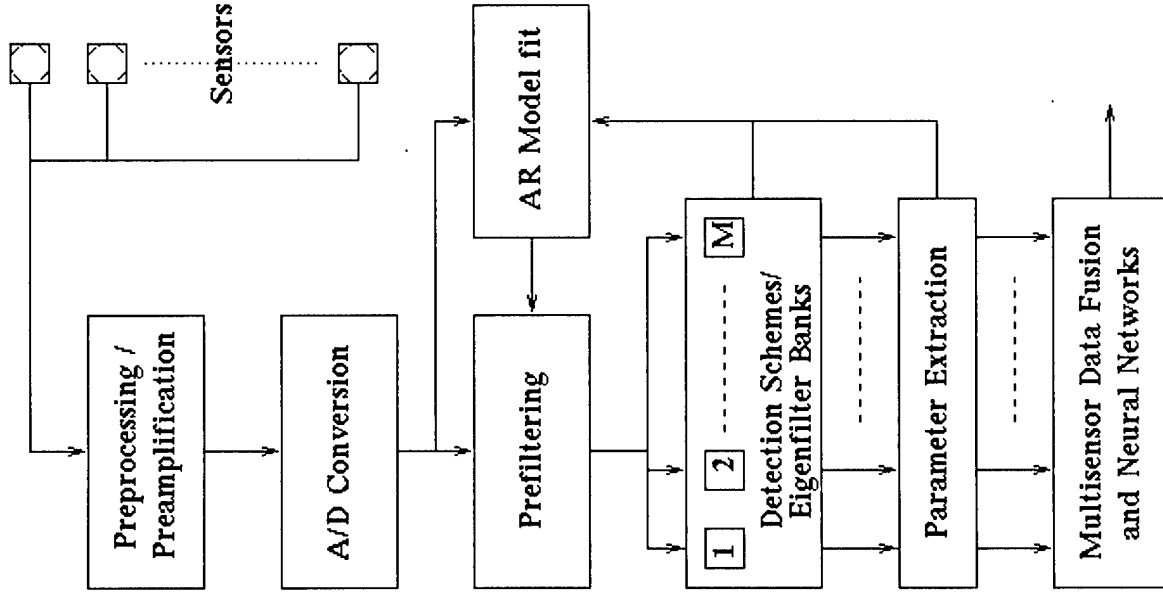 Sensors
Preprocessing /
Preamplification
A/D Conversion
AR Model fit
Prefiltering
1
2
M
Detection Schemes/
Eigenfilter Banks
Parameter Extraction
Multisensor Data Fusion
and Neural Networks